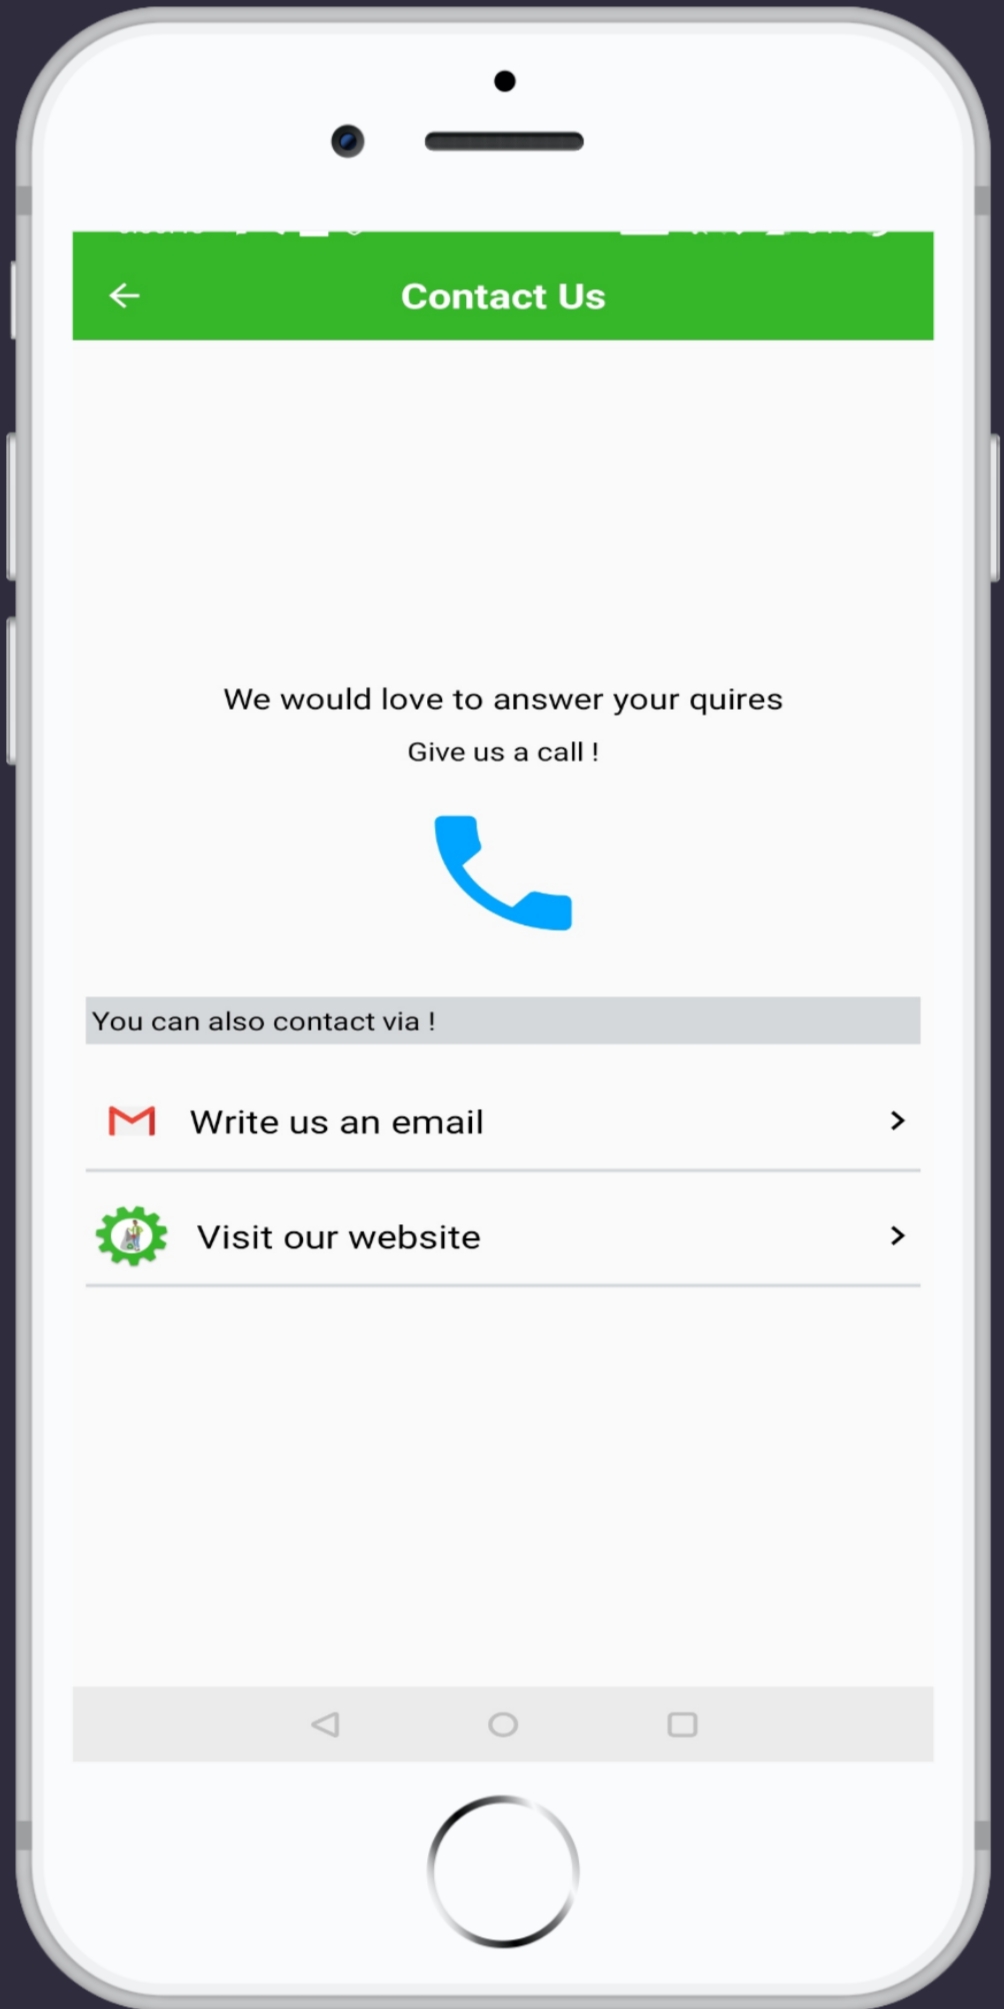 Contact Us
We would love to answer your quires
Give us a call !
You can also contact via !
Write us an email
Visit our website